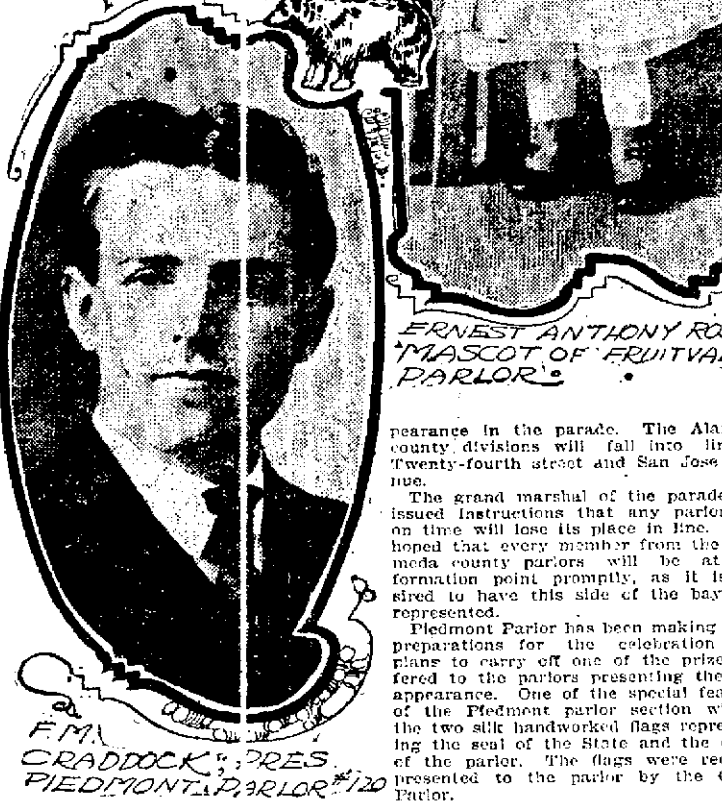 ERNEST ANTHONY RO
MASCOT OF FRUITVA
PARLOR
pearance in the parade. The Ala
county divisions will fall into li
Twenty-fourth street and San Jose
nue.
The grand marshal of the parade
issued instructions that any parlor
on time will lose its place in line.
hoped that every member from the
meda county parlors will be at
formation point promptly, as it is
sired to have this side of the bay
represented.
Piedmont Parlor has been making
preparations for the celebration
plans to carry off one of the prize
fered to the parlors presenting the
appearance. One of the special fea
of the Piedmont parlor section w
the two silk handworked flags repre
ing the seal of the State and the
of the parlor. The flags were re
presented to the parlor by the
Parlor.
F.M.
CRADDOCK, PRES.
PIEDMONT PARLOR #120